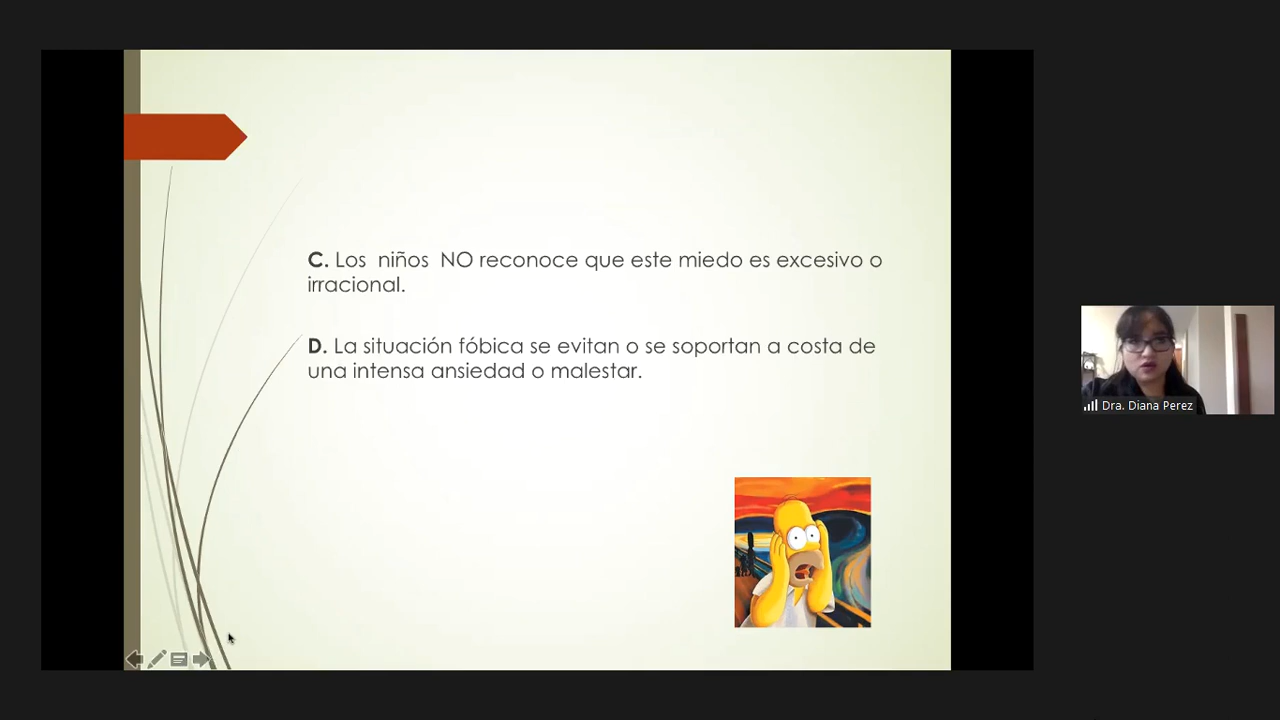 C. Los niños NO reconoce que este miedo es excesivo o
irracional.
D. La situación fóbica se evitan o se soportan a costa de
una intensa ansiedad o malestar.
Dra. Diana Perez